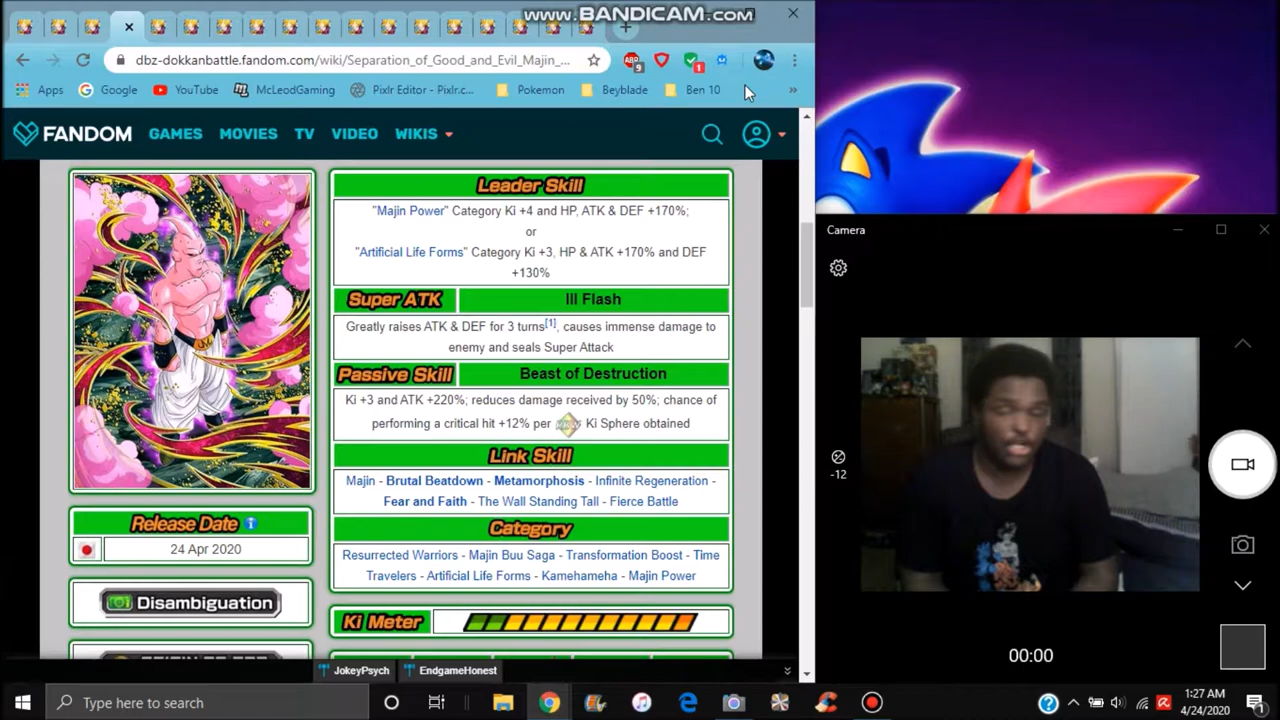 www.BANDICAM.com
dbz-dokkanbattle.fandom.com/wiki/Separation_of_Good_and_Evil_Majin_...
ABP
9
1
Apps
Google
YouTube
McLeodGaming
Pixlr Editor - Pixlr.c...
Pokemon
Beyblade
Ben 10
»
FANDOM
GAMES
MOVIES
TV
VIDEO
WIKIS
Leader Skill
"Majin Power" Category Ki +4 and HP, ATK & DEF +170%;
or
"Artificial Life Forms" Category Ki +3, HP & ATK +170% and DEF
+130%
Super ATK
Ill Flash
Greatly raises ATK & DEF for 3 turns[1], causes immense damage to
enemy and seals Super Attack
Passive Skill
Beast of Destruction
Ki +3 and ATK +220%; reduces damage received by 50%; chance of
performing a critical hit +12% per Ki Sphere obtained
Link Skill
Majin - Brutal Beatdown - Metamorphosis - Infinite Regeneration -
Fear and Faith - The Wall Standing Tall - Fierce Battle
Category
Resurrected Warriors - Majin Buu Saga - Transformation Boost - Time
Travelers - Artificial Life Forms - Kamehameha - Majin Power
Ki Meter
Release Date
24 Apr 2020
Disambiguation
JokeyPsych
EndgameHonest
Camera
-12
00:00
Type here to search
1:27 AM
4/24/2020
1